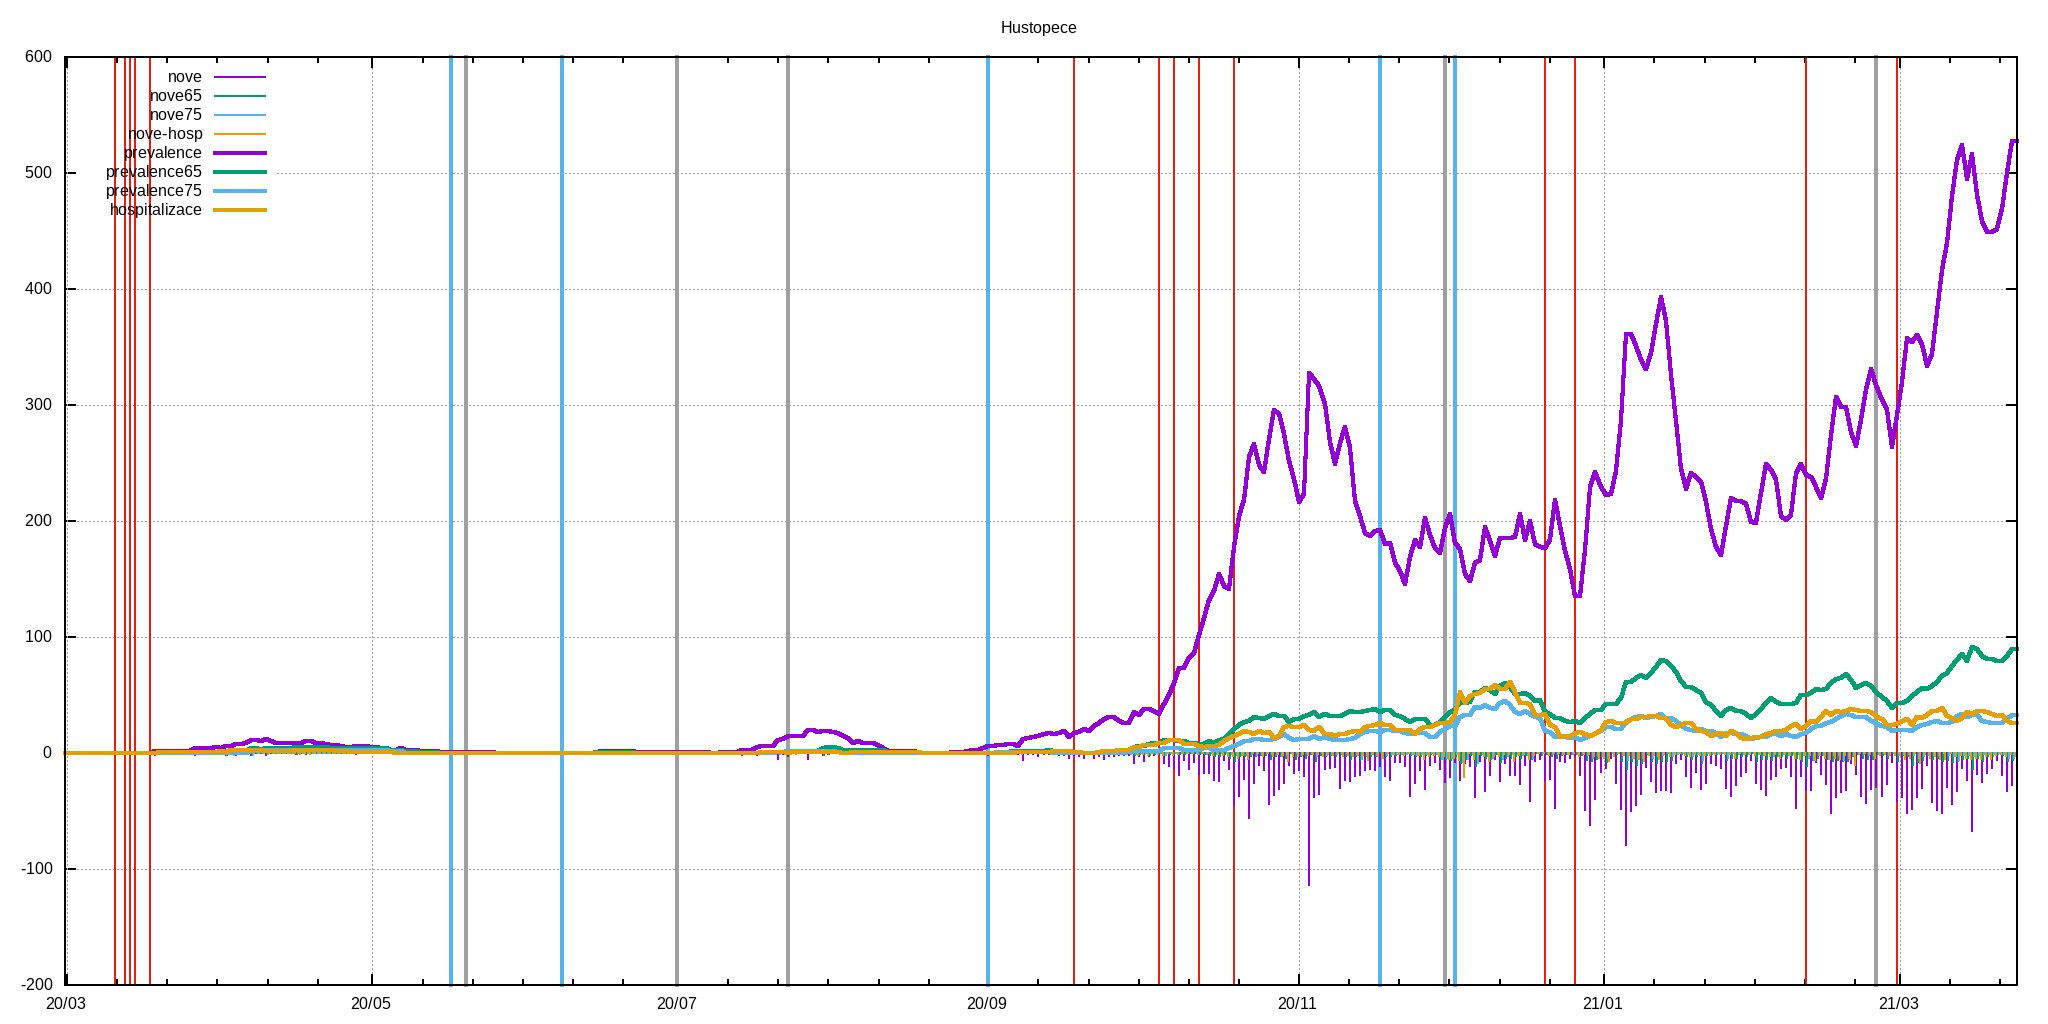 Hustopece
600
500
400
300
200
100
0
-100
-200
nove
nove65
nove75
nove-hosp
prevalence
prevalence65
prevalence75
hospitalizace
20/03 20/05 20/07 20/09 20/11 21/01 21/03